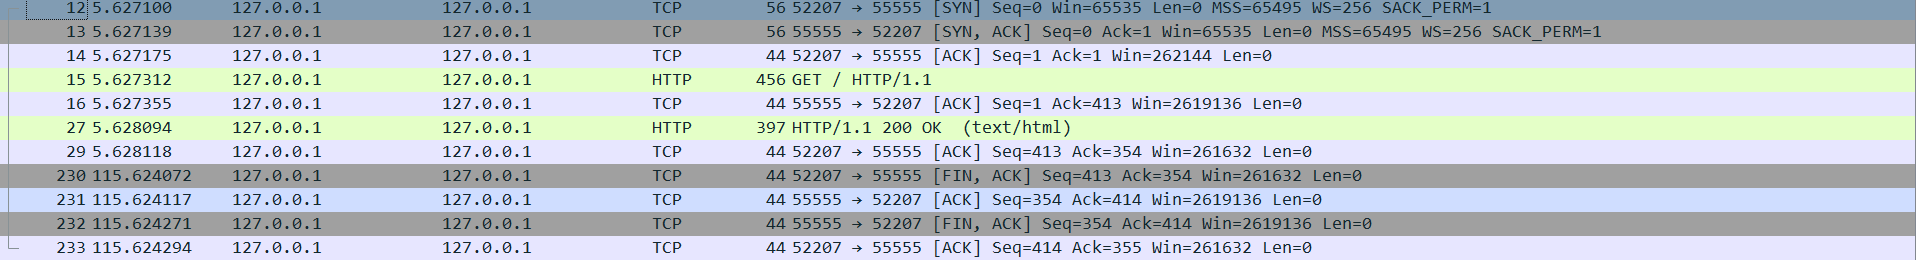 12 5.627100 127.0.0.1 127.0.0.1 TCP 56 52207 → 55555 [SYN] Seq=0 Win=65535 Len=0 MSS=65495 WS=256 SACK_PERM=1
13 5.627139 127.0.0.1 127.0.0.1 TCP 56 55555 → 52207 [SYN, ACK] Seq=0 Ack=1 Win=65535 Len=0 MSS=65495 WS=256 SACK_PERM=1
14 5.627175 127.0.0.1 127.0.0.1 TCP 44 52207 → 55555 [ACK] Seq=1 Ack=1 Win=262144 Len=0
15 5.627312 127.0.0.1 127.0.0.1 HTTP 456 GET / HTTP/1.1
16 5.627355 127.0.0.1 127.0.0.1 TCP 44 55555 → 52207 [ACK] Seq=1 Ack=413 Win=2619136 Len=0
27 5.628094 127.0.0.1 127.0.0.1 HTTP 397 HTTP/1.1 200 OK (text/html)
29 5.628118 127.0.0.1 127.0.0.1 TCP 44 52207 → 55555 [ACK] Seq=413 Ack=354 Win=261632 Len=0
230 115.624072 127.0.0.1 127.0.0.1 TCP 44 52207 → 55555 [FIN, ACK] Seq=413 Ack=354 Win=261632 Len=0
231 115.624117 127.0.0.1 127.0.0.1 TCP 44 55555 → 52207 [ACK] Seq=354 Ack=414 Win=2619136 Len=0
232 115.624271 127.0.0.1 127.0.0.1 TCP 44 55555 → 52207 [FIN, ACK] Seq=354 Ack=414 Win=2619136 Len=0
233 115.624294 127.0.0.1 127.0.0.1 TCP 44 52207 → 55555 [ACK] Seq=414 Ack=355 Win=261632 Len=0